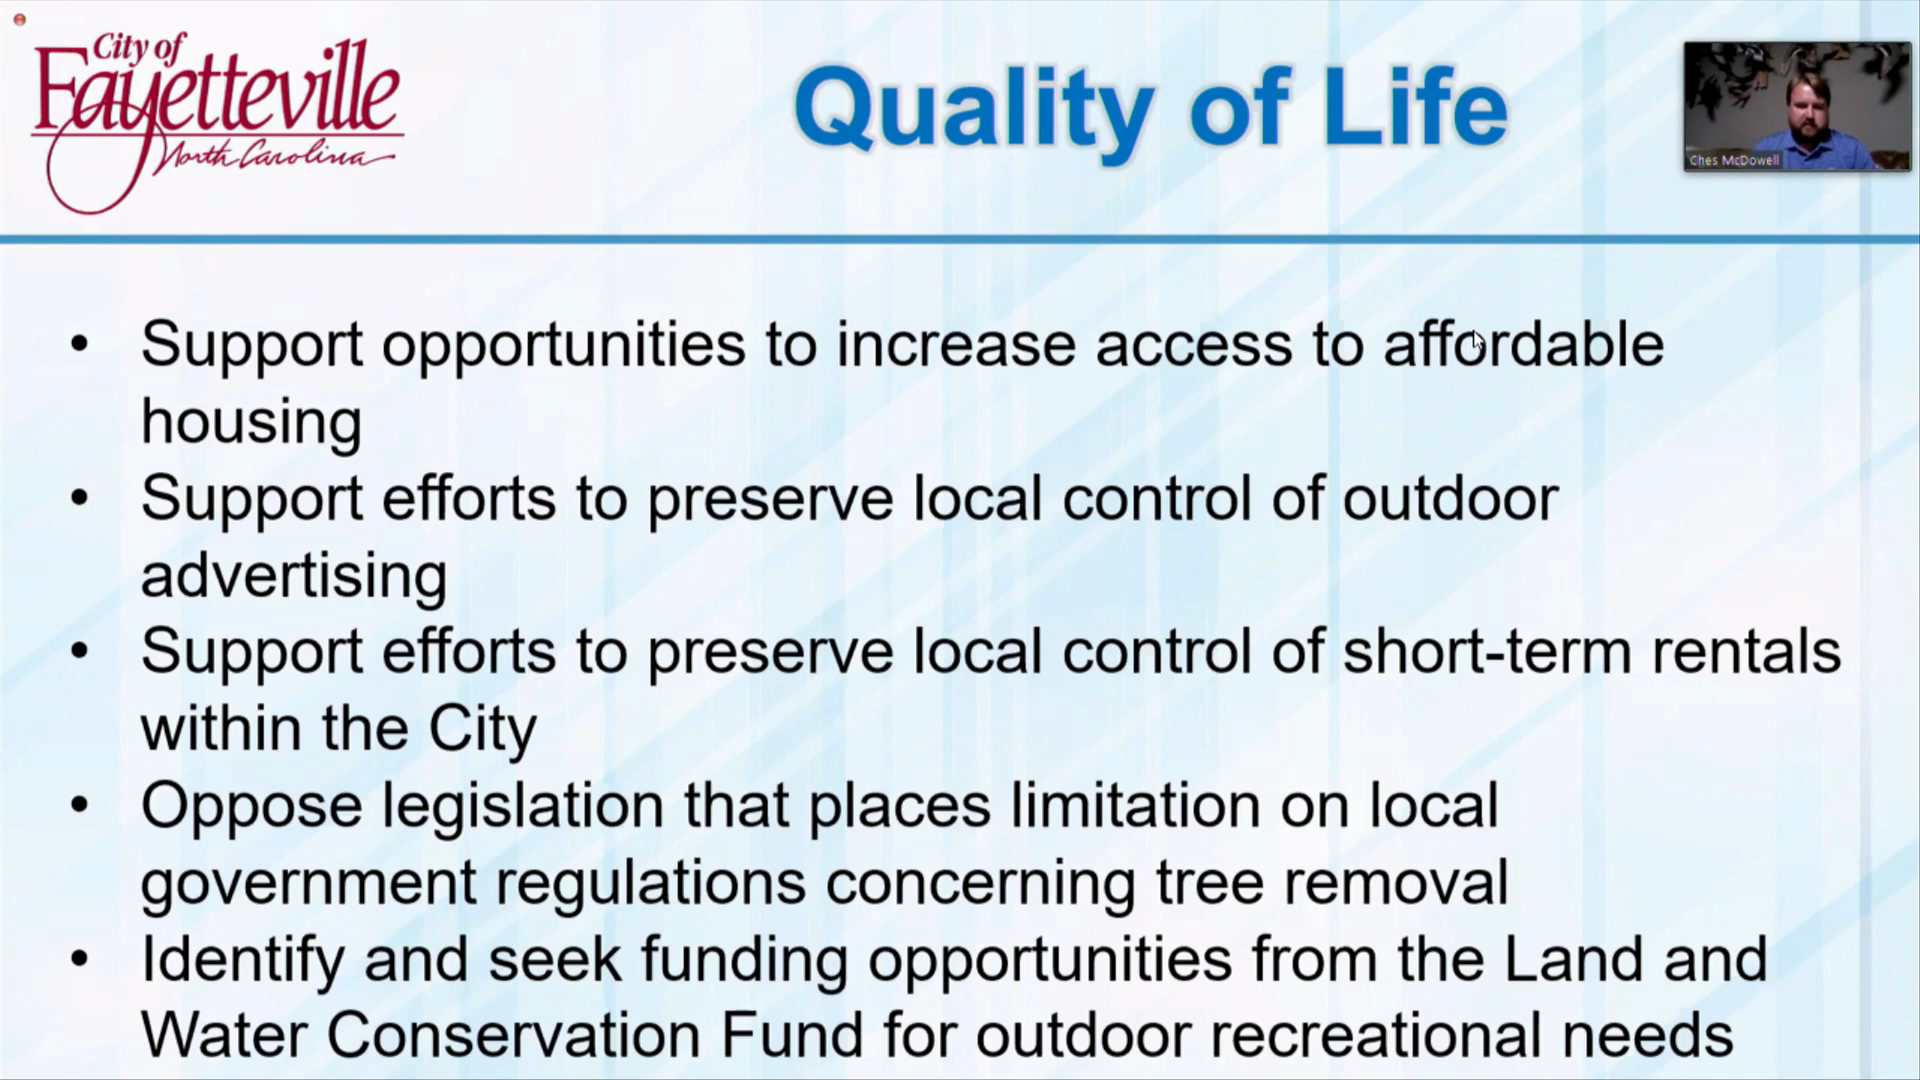 City of
Fayetteville
North Carolina
Quality of Life
Ches McDowell
• Support opportunities to increase access to affordable
housing
• Support efforts to preserve local control of outdoor
advertising
• Support efforts to preserve local control of short-term rentals
within the City
• Oppose legislation that places limitation on local
government regulations concerning tree removal
• Identify and seek funding opportunities from the Land and
Water Conservation Fund for outdoor recreational needs